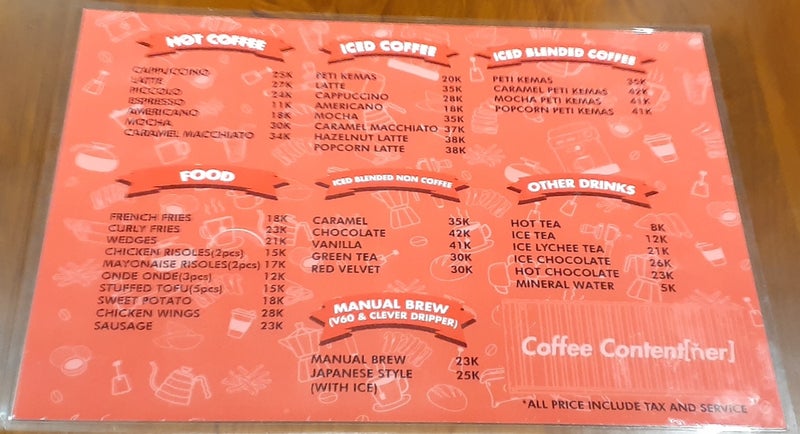 HOT COFFEE
CAPPUCCINO 25K
LATTE 27K
PICCOLO 24K
ESPRESSO 11K
AMERICANO 18K
MOCHA 30K
CARAMEL MACCHIATO 34K
ICED COFFEE
PETI KEMAS 20K
LATTE 35K
CAPPUCCINO 28K
AMERICANO 18K
MOCHA 35K
CARAMEL MACCHIATO 37K
HAZELNUT LATTE 38K
POPCORN LATTE 38K
ICED BLENDED COFFEE
PETI KEMAS 35K
CARAMEL PETI KEMAS 42K
MOCHA PETI KEMAS 41K
POPCORN PETI KEMAS 41K
FOOD
FRENCH FRIES 18K
CURLY FRIES 23K
WEDGES 21K
CHICKEN RISOLES(2pcs) 15K
MAYONAISE RISOLES(2pcs) 17K
ONDE ONDE(3pcs) 12K
STUFFED TOFU(5pcs) 15K
SWEET POTATO 18K
CHICKEN WINGS 28K
SAUSAGE 23K
ICED BLENDED NON COFFEE
CARAMEL 35K
CHOCOLATE 42K
VANILLA 41K
GREEN TEA 30K
RED VELVET 30K
MANUAL BREW
(V60 & CLEVER DRIPPER)
MANUAL BREW 23K
JAPANESE STYLE 25K
(WITH ICE)
OTHER DRINKS
HOT TEA 8K
ICE TEA 12K
ICE LYCHEE TEA 21K
ICE CHOCOLATE 26K
HOT CHOCOLATE 23K
MINERAL WATER 5K
Coffee Content[ňer]
*ALL PRICE INCLUDE TAX AND SERVICE